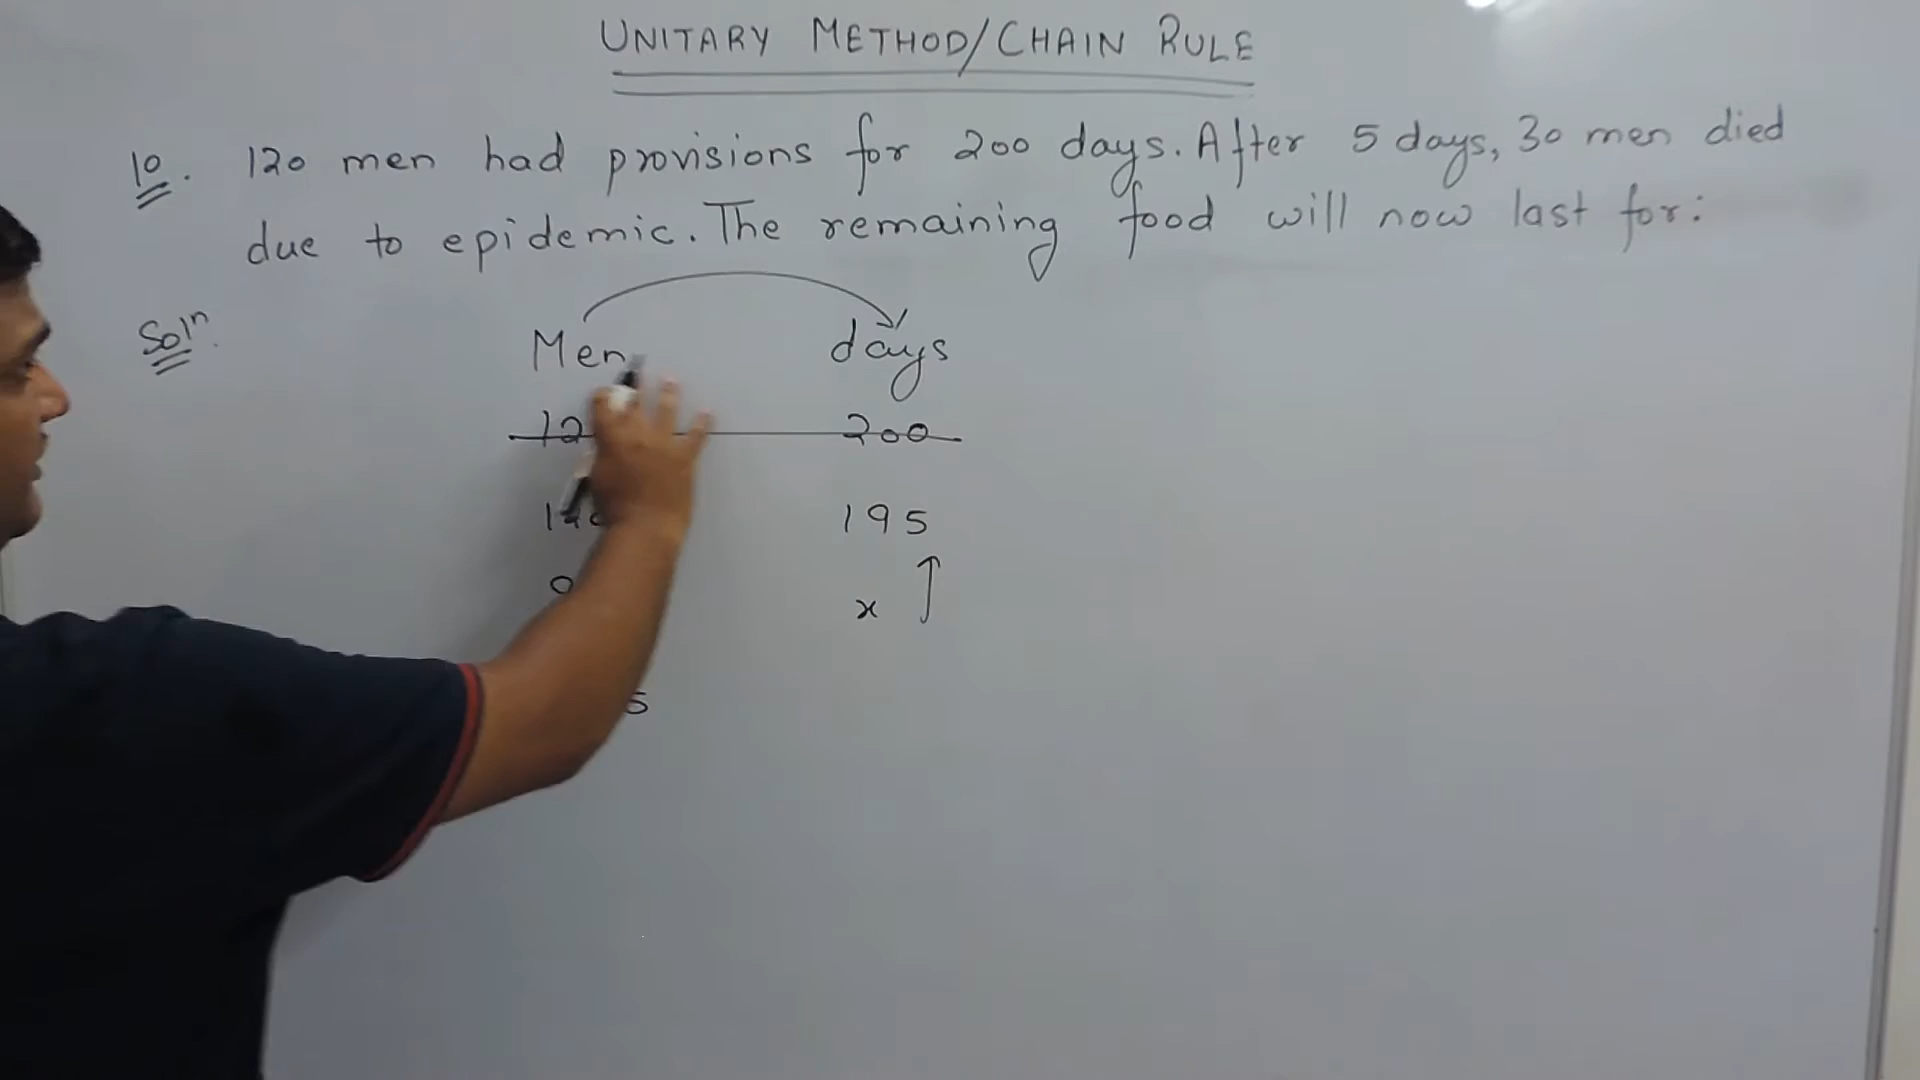 UNITARY METHOD/CHAIN RULE
10. 120 men had provisions for 200 days. After 5 days, 30 men died
due to epidemic. The remaining food will now last for:
Soln. Men days
200
195
x
5